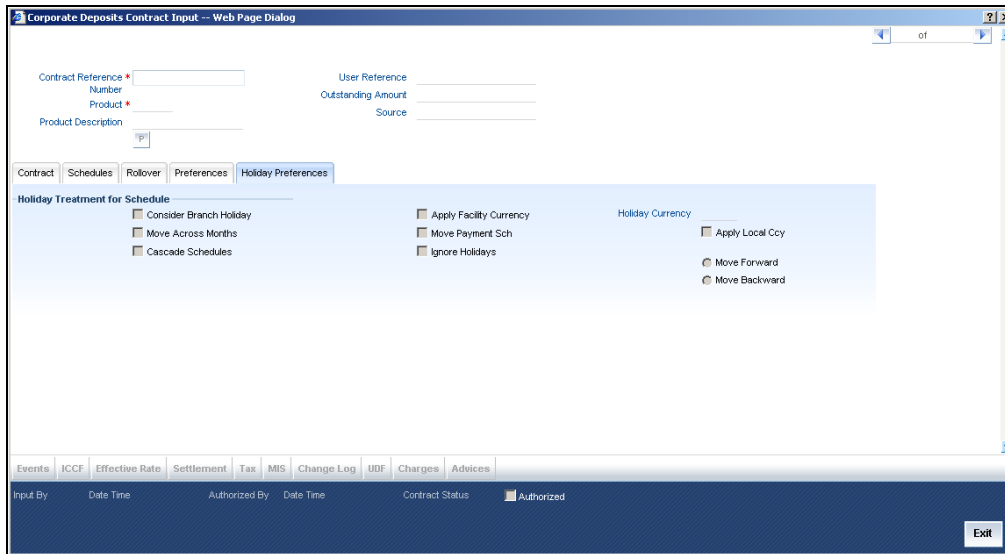 Corporate Deposits Contract Input -- Web Page Dialog
of
Contract Reference * User Reference
Number Outstanding Amount
Product * Source
Product Description
P
Contract Schedules Rollover Preferences Holiday Preferences
Holiday Treatment for Schedule
Consider Branch Holiday Apply Facility Currency Holiday Currency
Move Across Months Move Payment Sch Apply Local Ccy
Cascade Schedules Ignore Holidays
Move Forward
Move Backward
Events ICCF Effective Rate Settlement Tax MIS Change Log UDF Charges Advices
Input By Date Time Authorized By Date Time Contract Status Authorized
Exit